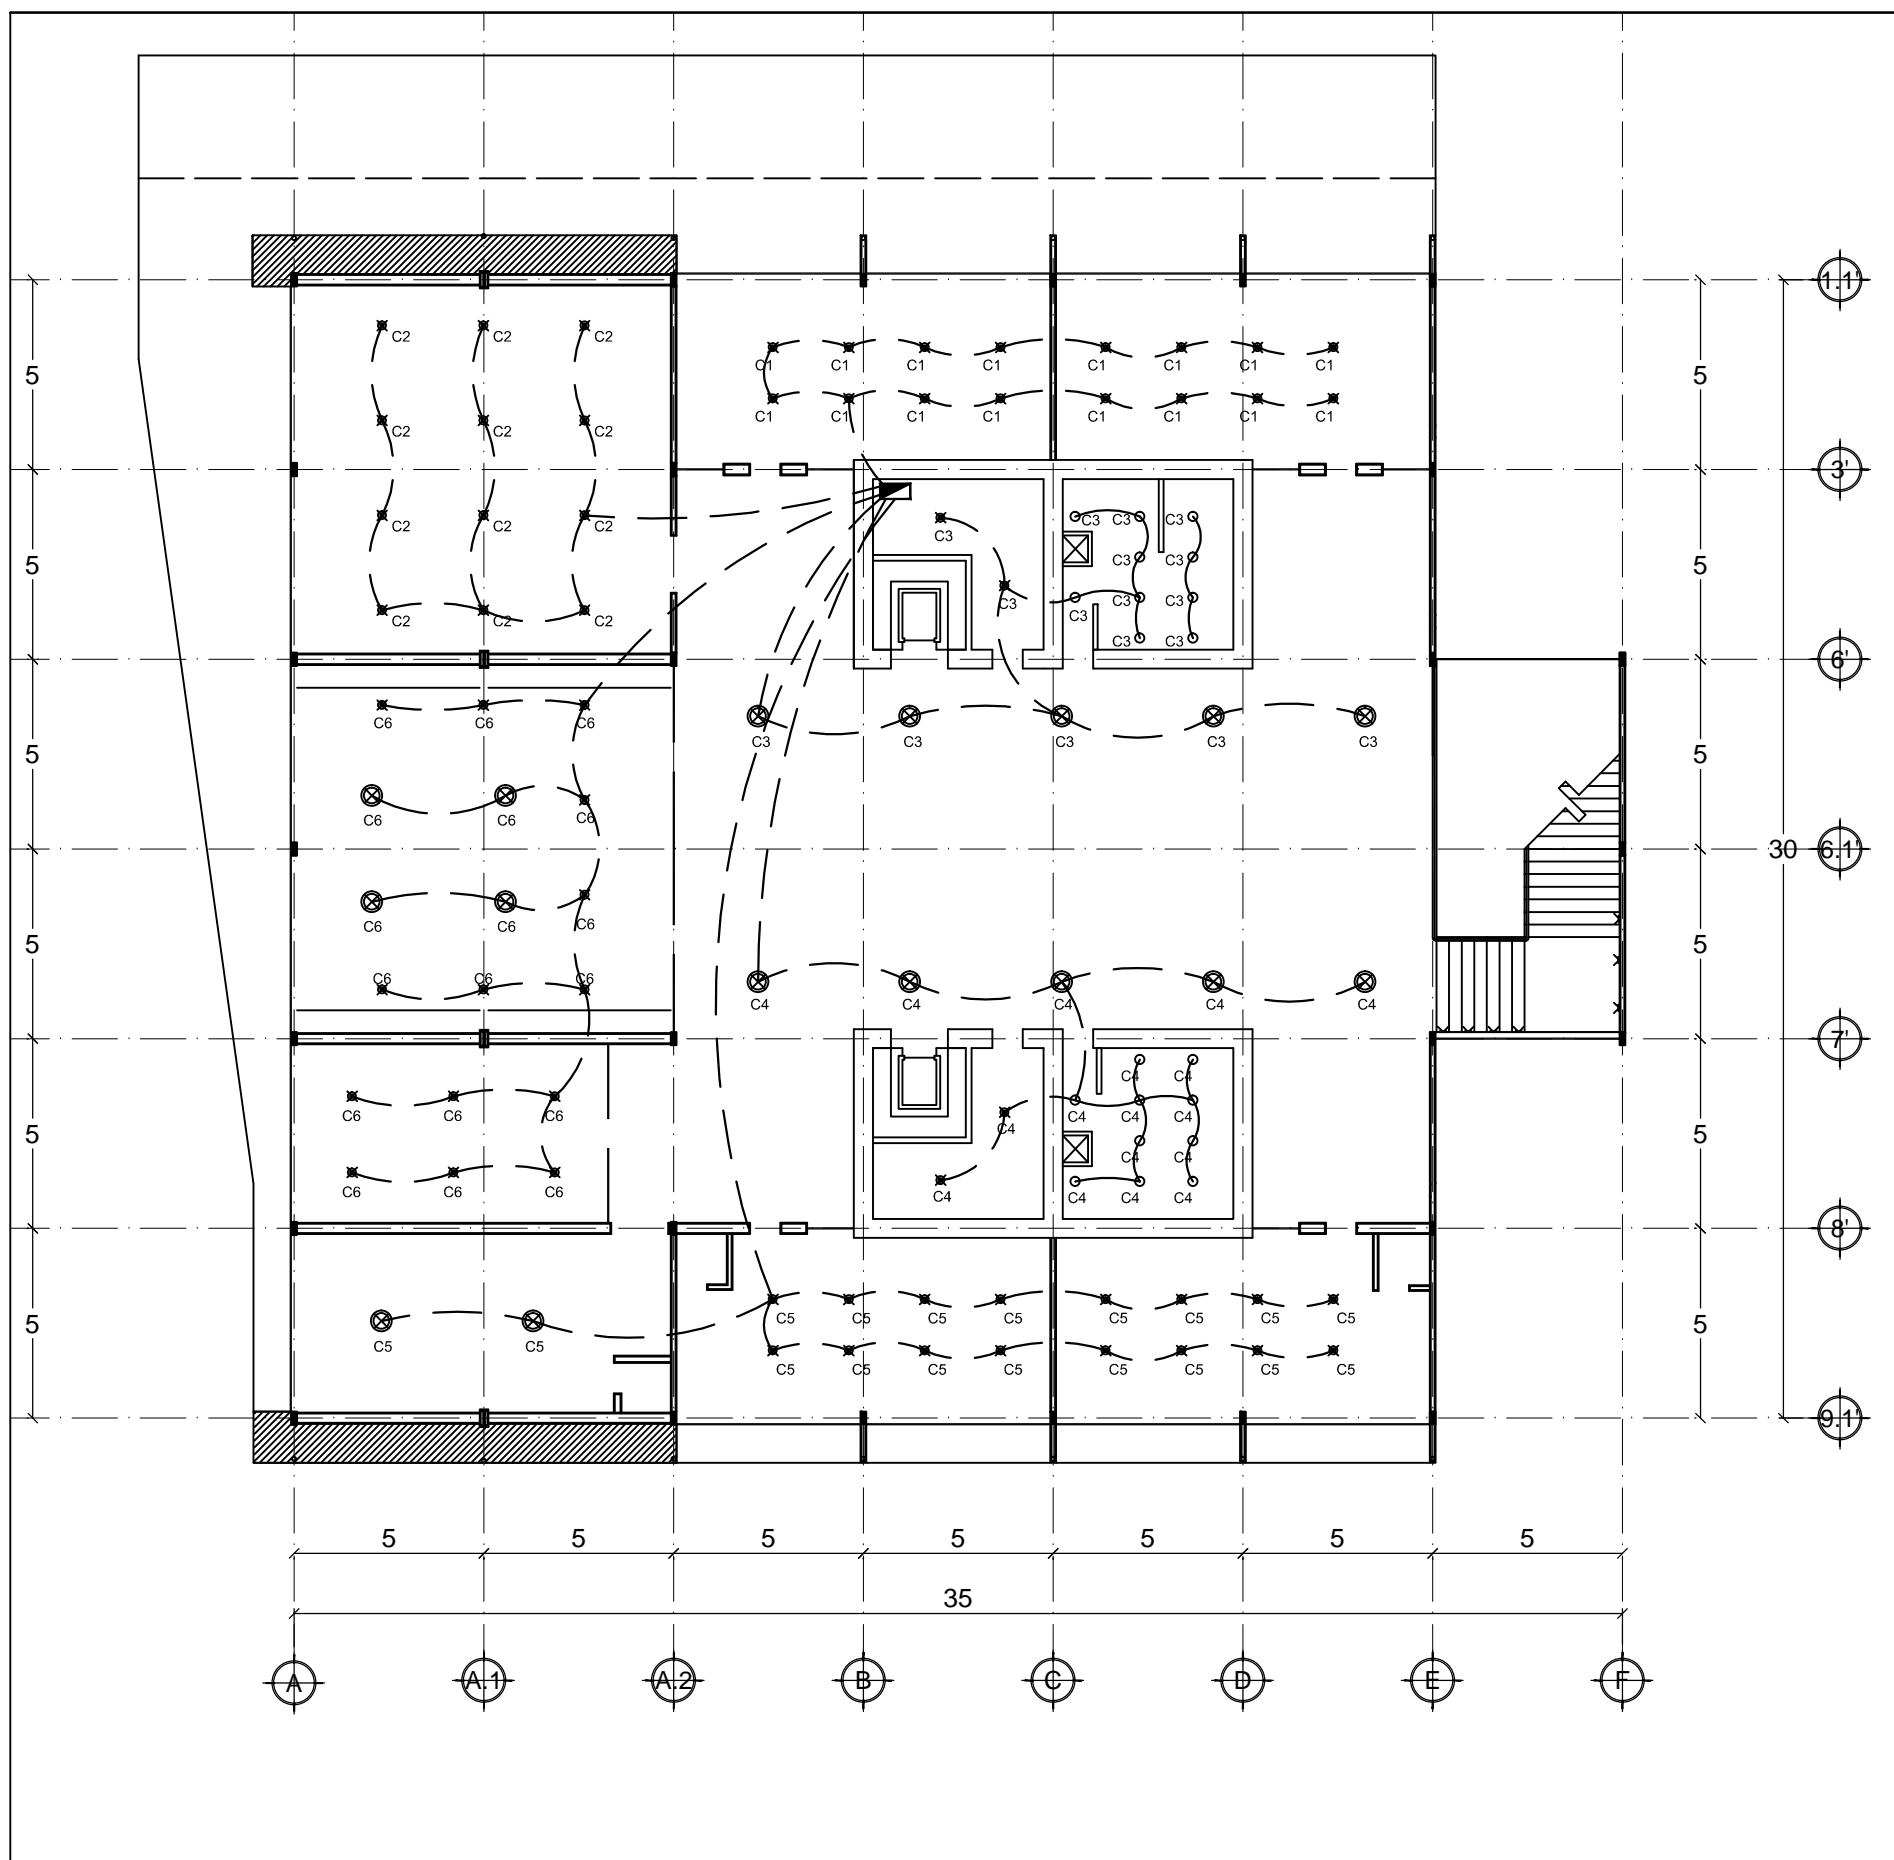 1.1'
C2 C2 C2
C1 C1 C1 C1 C1 C1 C1 C1
5 5
C1 C1 C1 C1 C1 C1 C1 C1
C2 C2 C2
3'
C2 C2 C2 C3 C3 C3 C3
C3 C3
5 5
C3 C3 C3 C3
C2 C2 C2 C3 C3
6'
C6 C6 C6
C3 C3 C3 C3 C3
5 5
C6 C6 C6
30 6.1'
C6 C6 C6
5 5
C6 C6 C6
C4 C4 C4 C4 C4
7'
C4 C4
C6 C6 C6 C4 C4 C4 C4
5 5
C4 C4
C6 C6 C6 C4 C4 C4 C4
8'
C5 C5 C5 C5 C5 C5 C5 C5
5 5
C5 C5
C5 C5 C5 C5 C5 C5 C5 C5
9.1'
5 5 5 5 5 5 5
35
A A.1 A.2 B C D E F